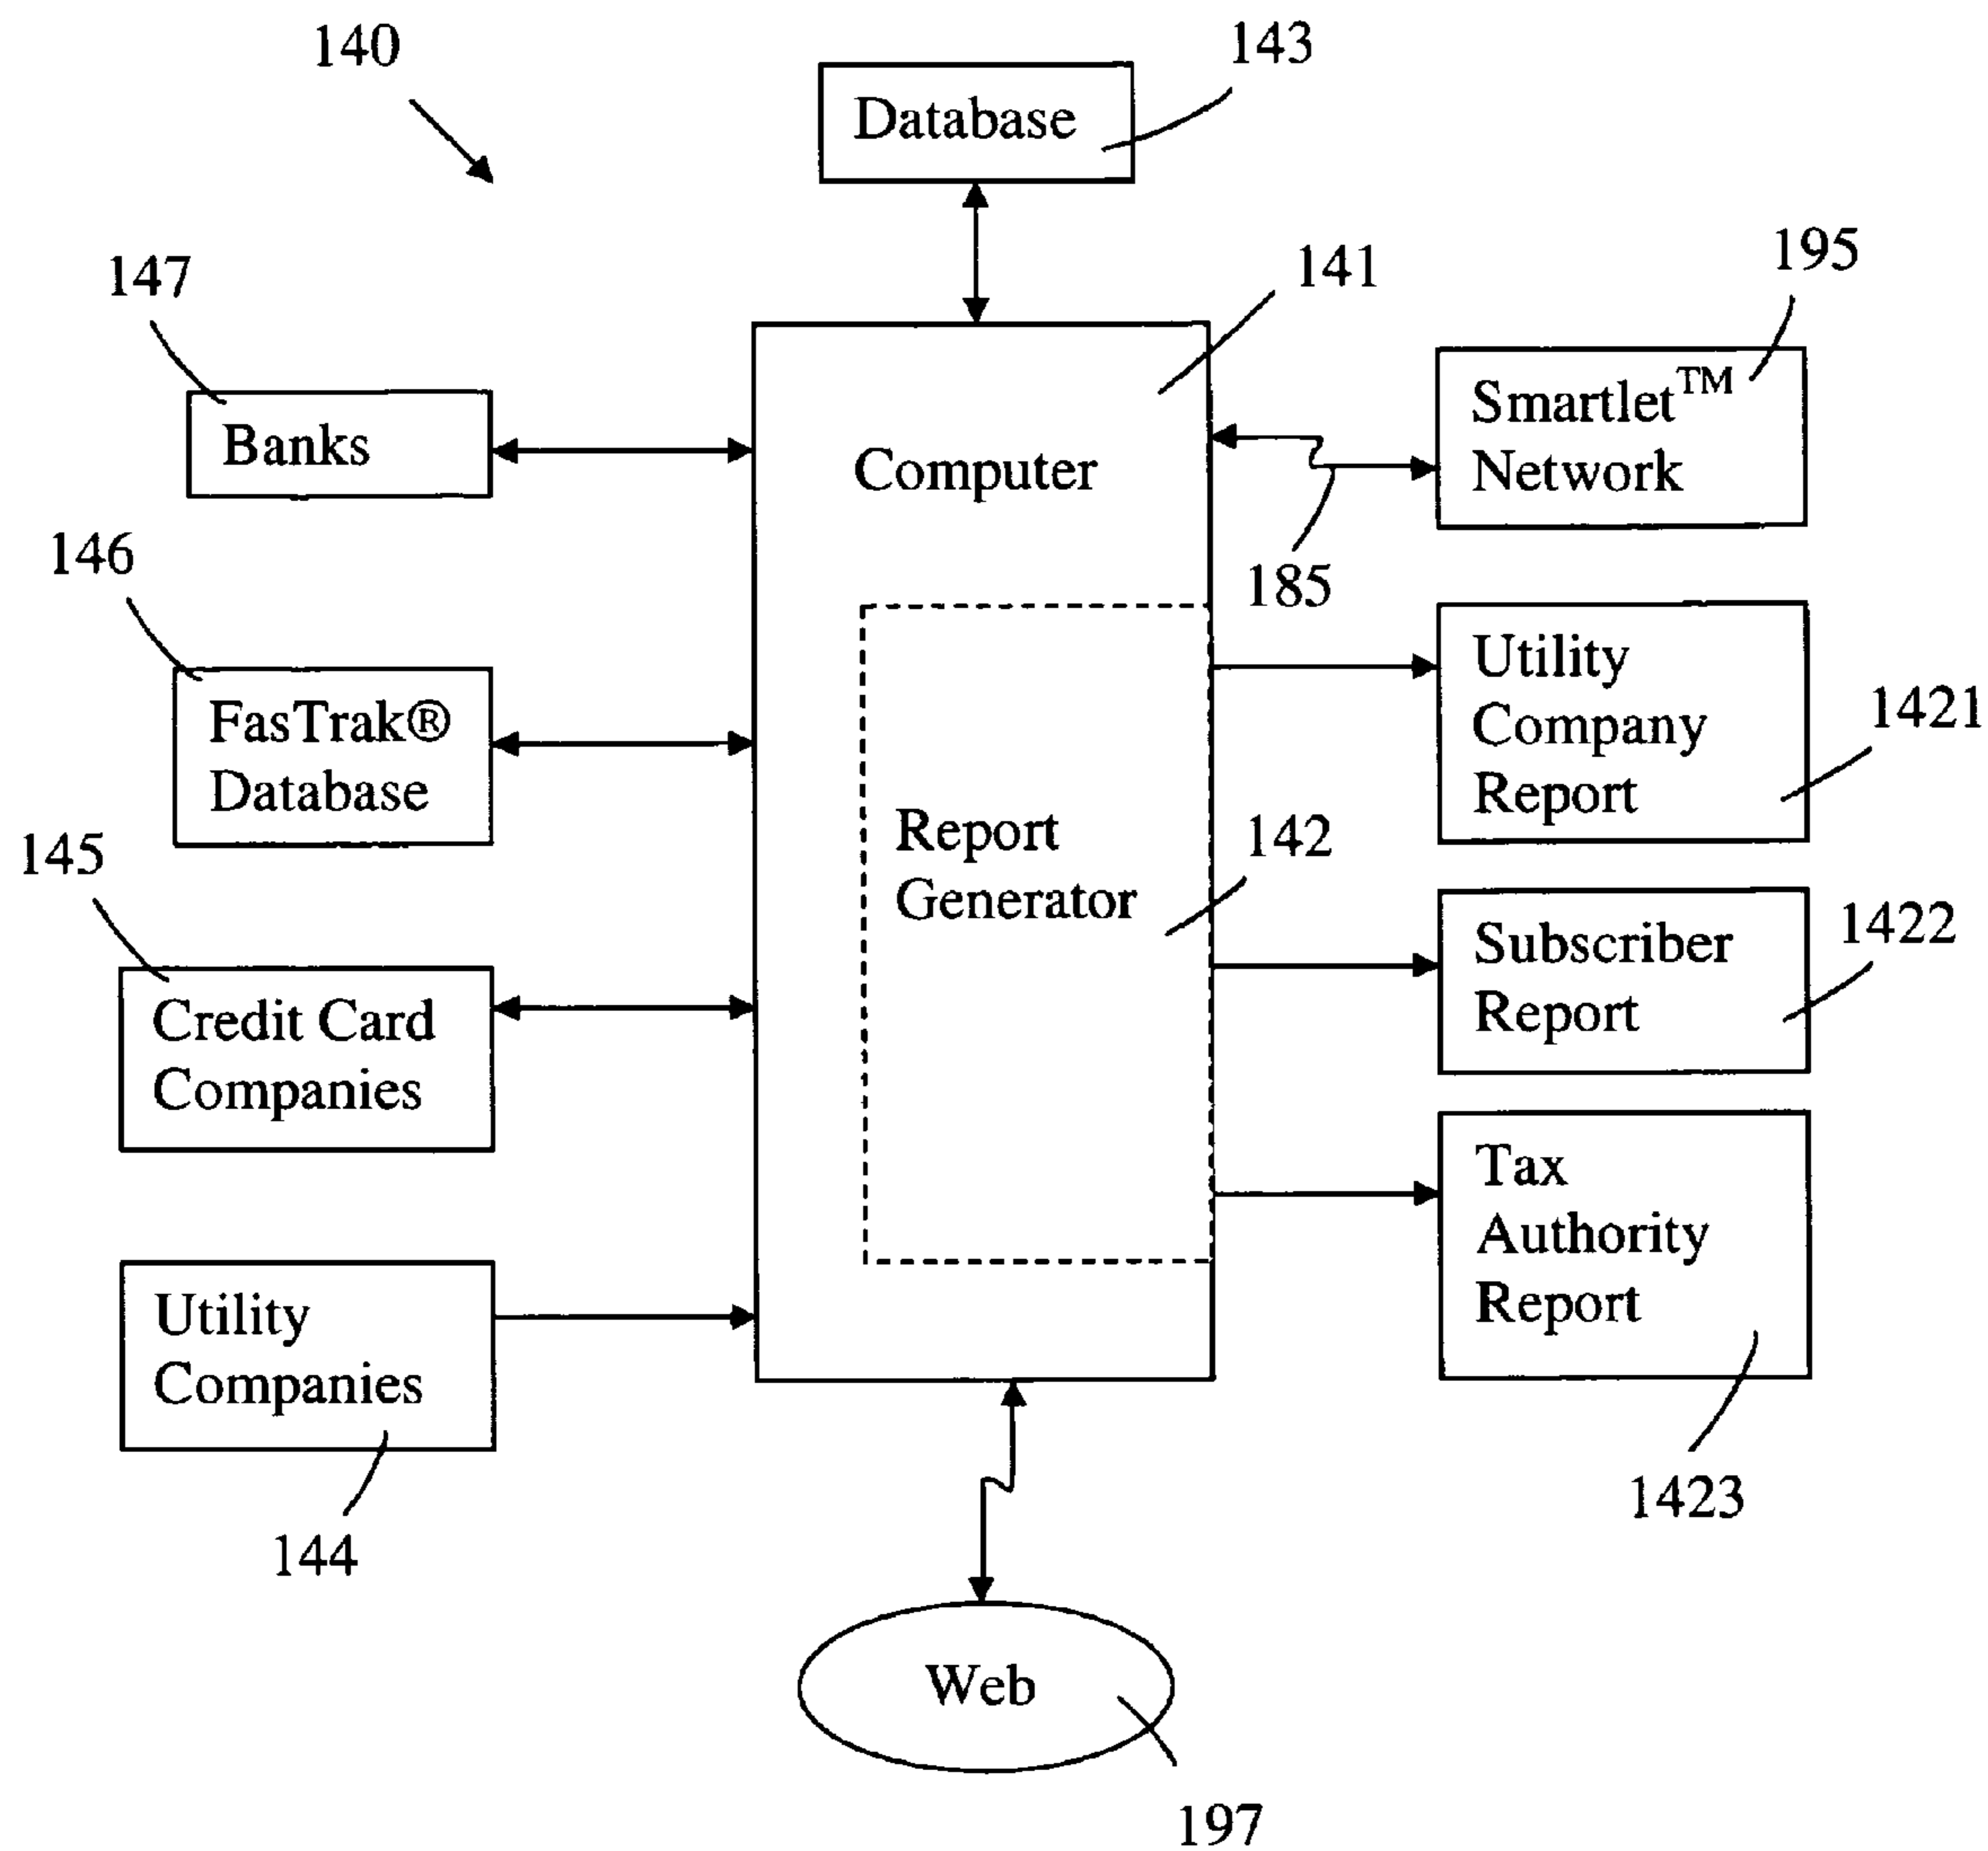 140
143
Database
147
141
195
Banks
Computer
Smartlet™
Network
146
185
FasTrak®
Database
Utility
Company
Report
1421
145
Report
Generator
142
Credit Card
Companies
Subscriber
Report
1422
Tax
Authority
Report
Utility
Companies
144
1423
Web
197